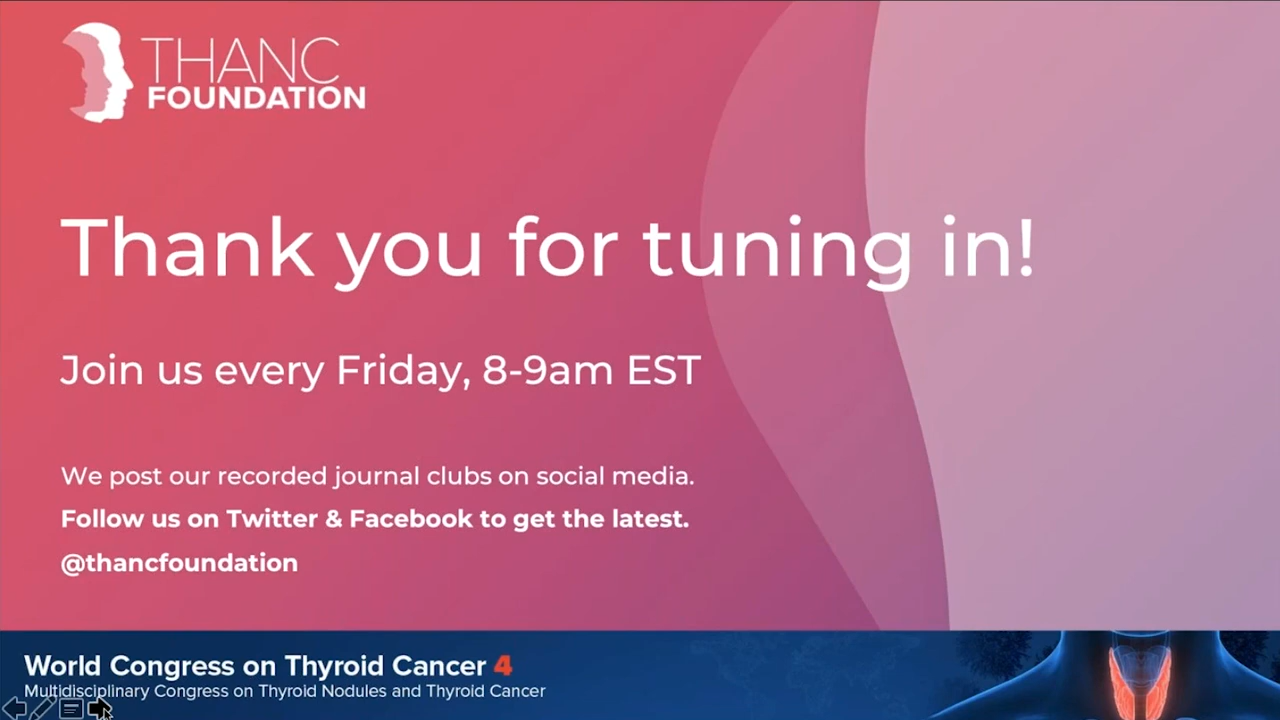 THANC
FOUNDATION
Thank you for tuning in!
Join us every Friday, 8-9am EST
We post our recorded journal clubs on social media.
Follow us on Twitter & Facebook to get the latest.
@thancfoundation
World Congress on Thyroid Cancer 4
Multidisciplinary Congress on Thyroid Nodules and Thyroid Cancer